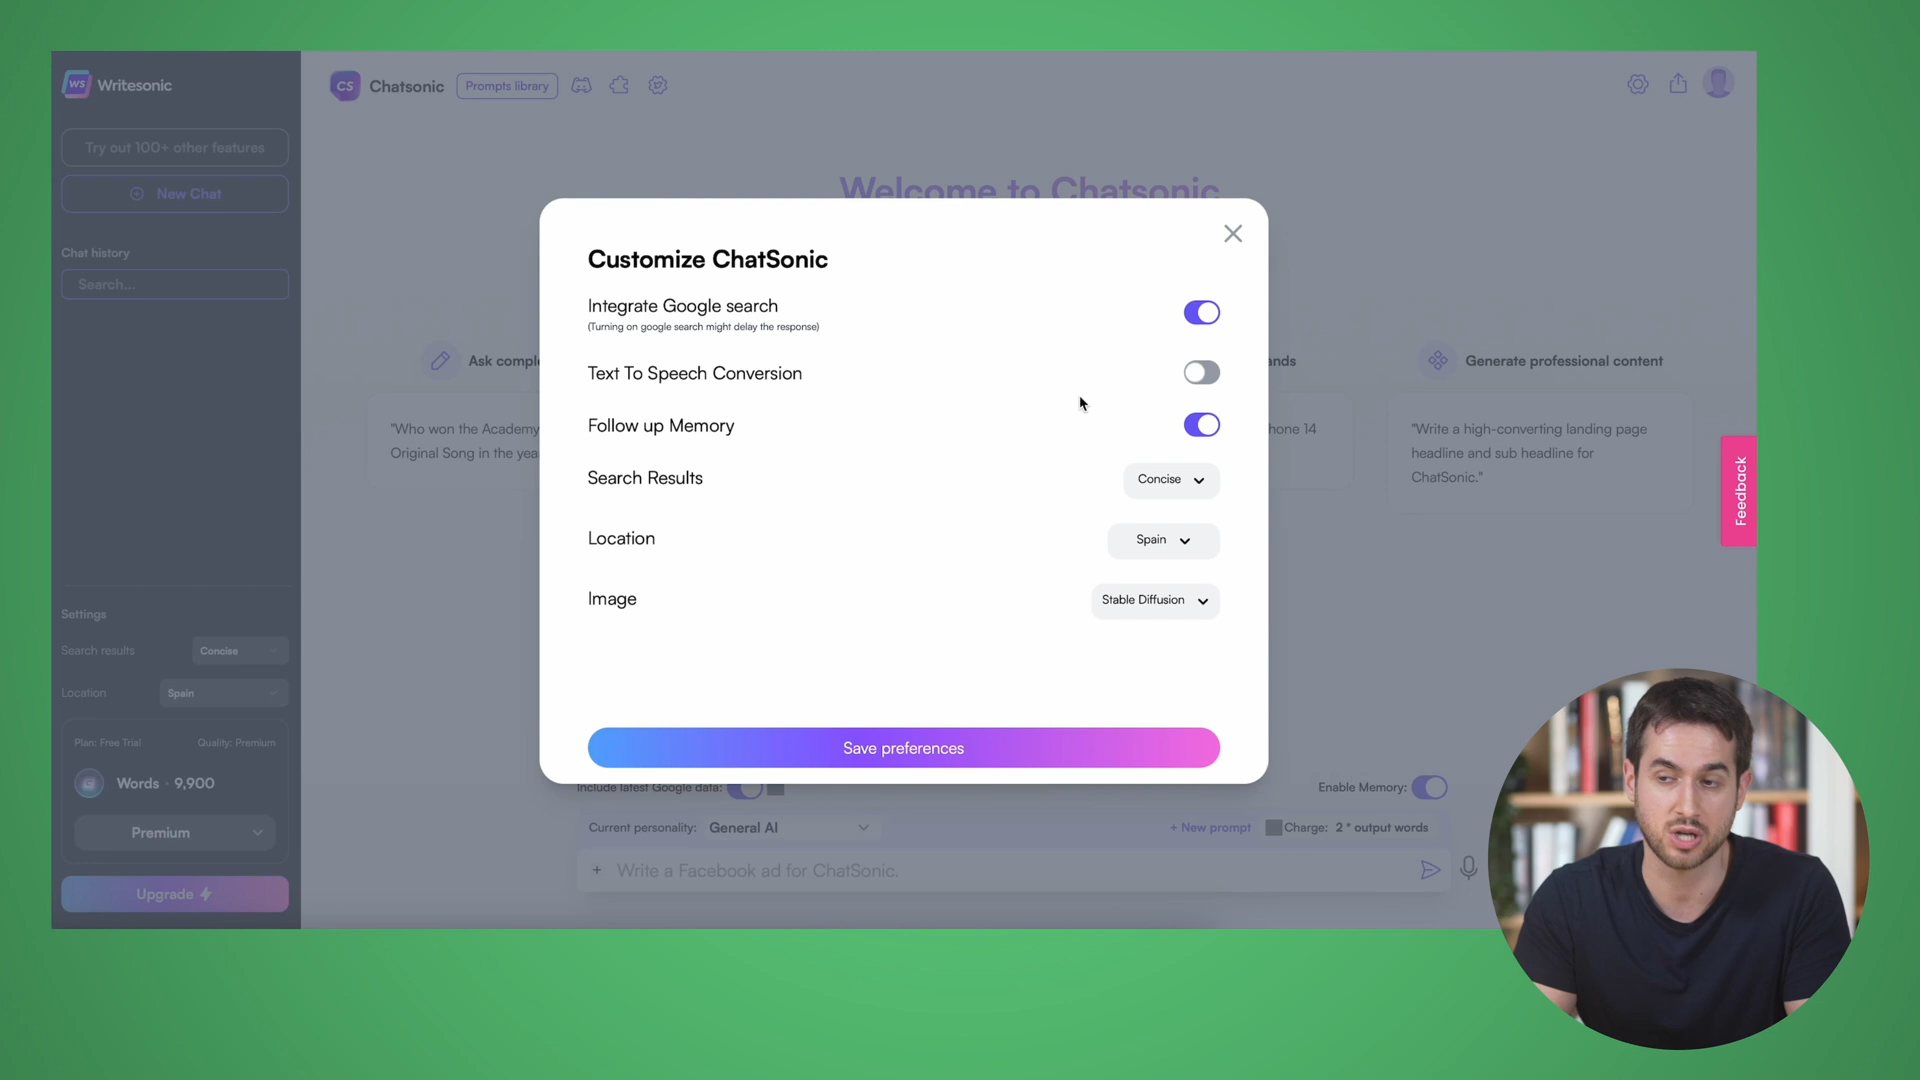 WS Writesonic
Try out 100+ other features
New Chat
Chat history
Search...
Settings
Search results
Concise
Location
Spain
Plan: Free Trial
Quality: Premium
Words · 9,900
Premium
Upgrade
CS Chatsonic
Prompts library
Welcome to Chatsonic
Customize ChatSonic
Integrate Google search
(Turning on google search might delay the response)
Text To Speech Conversion
Follow up Memory
Search Results
Concise
Location
Spain
Image
Stable Diffusion
Save preferences
Ask comple
"Who won the Academy
Original Song in the yea
ands
hone 14
Generate professional content
"Write a high-converting landing page
headline and sub headline for
ChatSonic."
Feedback
Include latest Google data:
Enable Memory:
Current personality: General AI
+ New prompt
Charge: 2 * output words
+ Write a Facebook ad for ChatSonic.